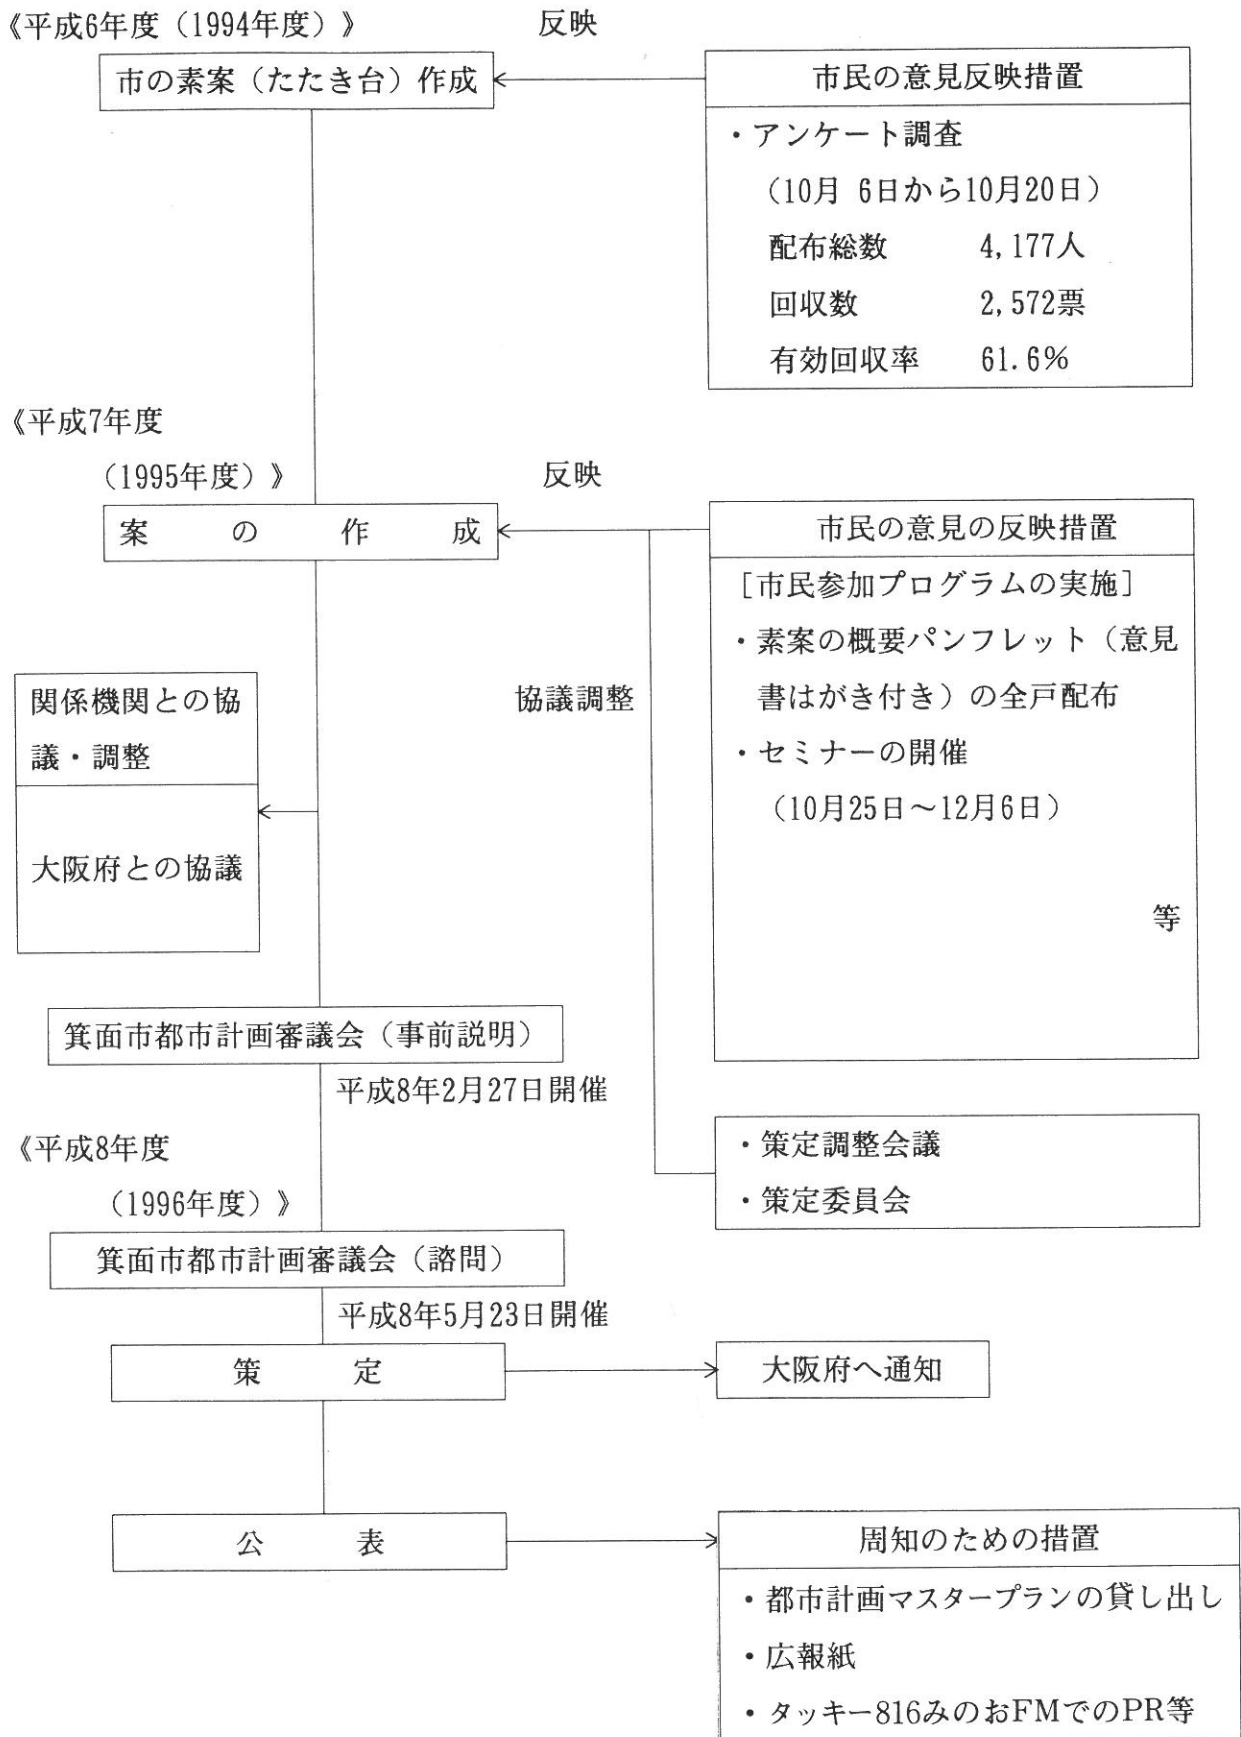 《平成6年度（1994年度）》
反映
市の素案（たたき台）作成
市民の意見反映措置
・アンケート調査
（10月 6日から10月20日）
配布総数 4,177人
回収数 2,572票
有効回収率 61.6%
《平成7年度
（1995年度）》
反映
案の作成
市民の意見の反映措置
［市民参加プログラムの実施］
・素案の概要パンフレット（意見
書はがき付き）の全戸配布
・セミナーの開催
（10月25日～12月6日）
等
関係機関との協
議・調整
大阪府との協議
協議調整
箕面市都市計画審議会（事前説明）
平成8年2月27日開催
・策定調整会議
・策定委員会
《平成8年度
（1996年度）》
箕面市都市計画審議会（諮問）
平成8年5月23日開催
策定
大阪府へ通知
公表
周知のための措置
・都市計画マスタープランの貸し出し
・広報紙
・タッキー816みのおFMでのPR等